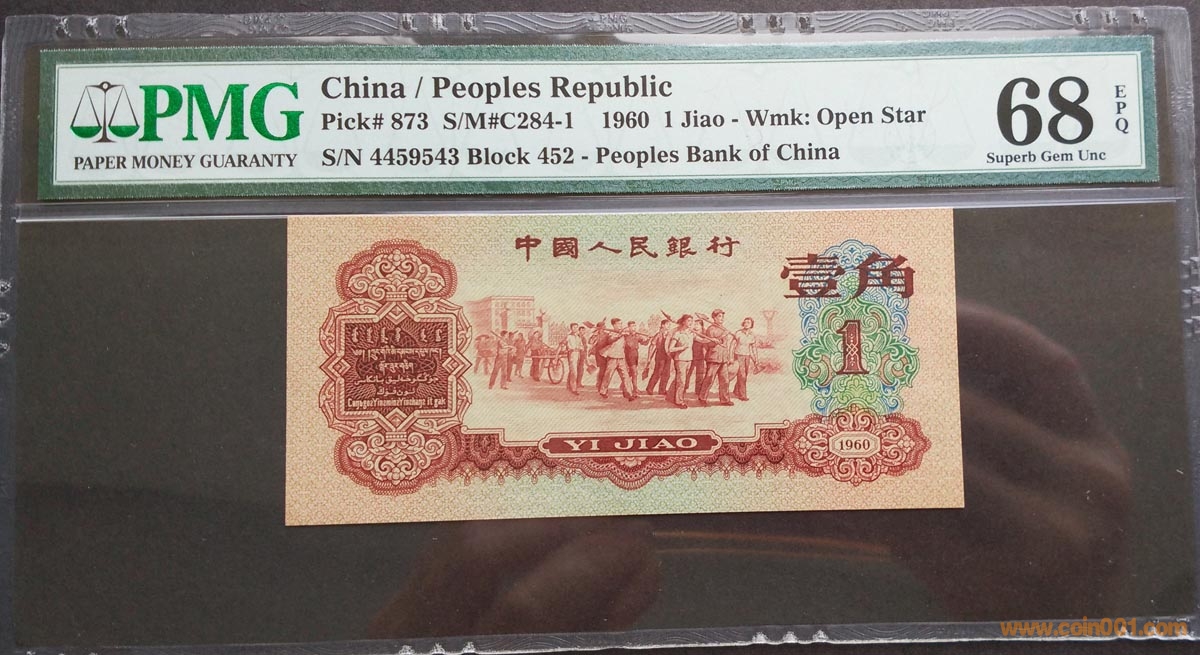 PMG
PAPER MONEY GUARANTY
China / Peoples Republic
Pick# 873 S/M#C284-1 1960 1 Jiao - Wmk: Open Star
S/N 4459543 Block 452 - Peoples Bank of China
68
EPQ
Superb Gem Unc
中國人民銀行
壹角
1
YI JIAO
1960
www.coin001.com